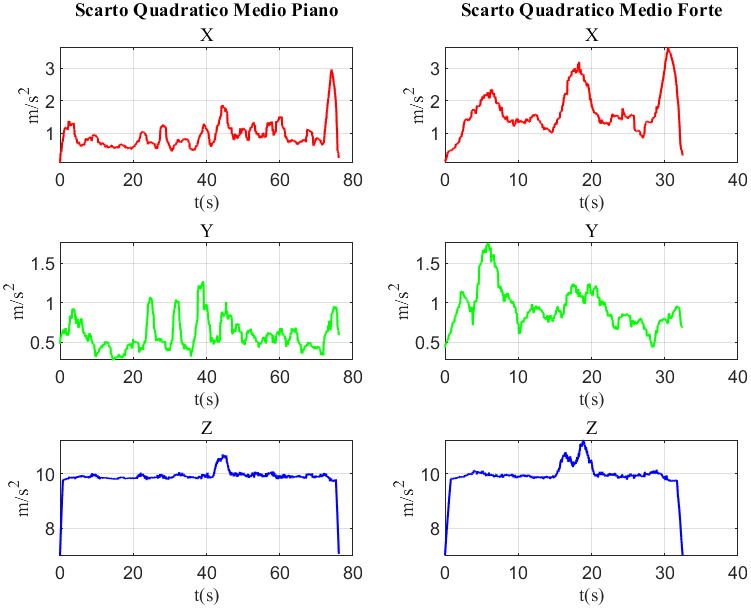 Scarto Quadratico Medio Piano
X
3
2
1
m/s²
0 20 40 60 80
t(s)
Scarto Quadratico Medio Forte
X
3
2
1
m/s²
0 10 20 30 40
t(s)
Y
1.5
1
0.5
m/s²
0 20 40 60 80
t(s)
Y
1.5
1
0.5
m/s²
0 10 20 30 40
t(s)
Z
10
8
m/s²
0 20 40 60 80
t(s)
Z
10
8
m/s²
0 10 20 30 40
t(s)